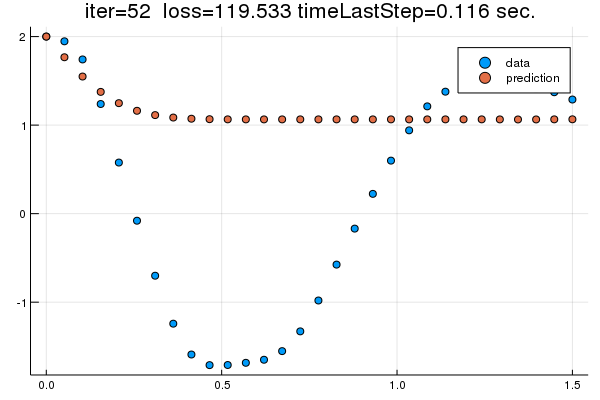 iter=52 loss=119.533 timeLastStep=0.116 sec.
2
data
prediction
1
0
-1
0.0 0.5 1.0 1.5